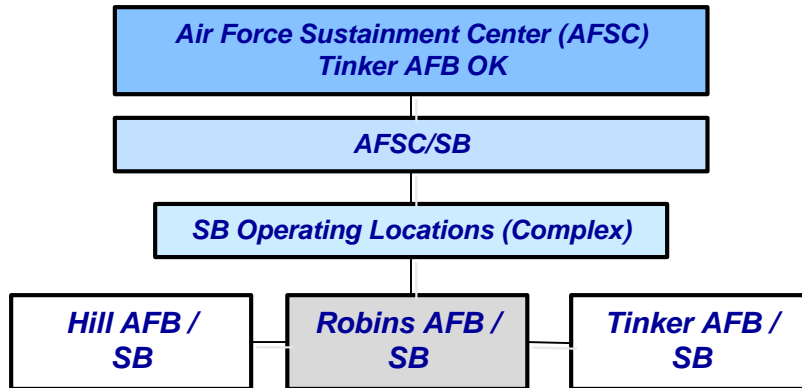 Air Force Sustainment Center (AFSC)
Tinker AFB OK
AFSC/SB
SB Operating Locations (Complex)
Hill AFB /
SB
Robins AFB /
SB
Tinker AFB /
SB